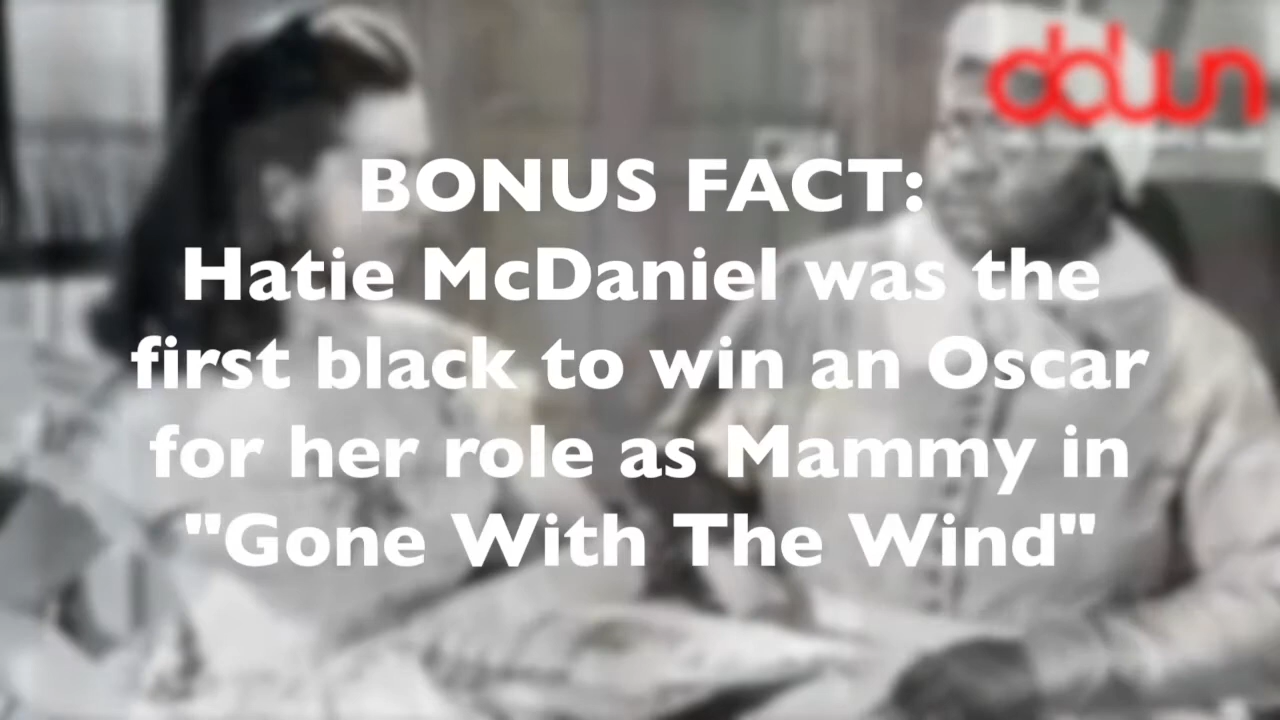 BONUS FACT:
Hatie McDaniel was the
first black to win an Oscar
for her role as Mammy in
"Gone With The Wind"